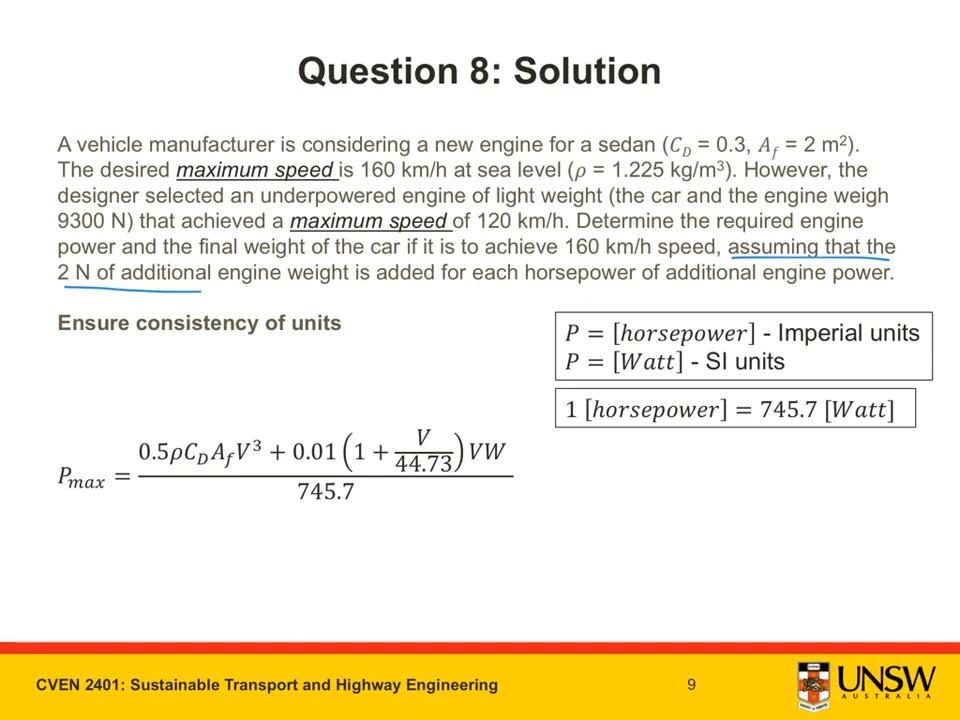 Question 8: Solution
A vehicle manufacturer is considering a new engine for a sedan (C_D = 0.3, A_f = 2 m²).
The desired maximum speed is 160 km/h at sea level (ρ = 1.225 kg/m³). However, the
designer selected an underpowered engine of light weight (the car and the engine weigh
9300 N) that achieved a maximum speed of 120 km/h. Determine the required engine
power and the final weight of the car if it is to achieve 160 km/h speed, assuming that the
2 N of additional engine weight is added for each horsepower of additional engine power.
Ensure consistency of units
P = [horsepower] - Imperial units
P = [Watt] - SI units
1 [horsepower] = 745.7 [Watt]
P_max = (0.5ρC_D A_f V³ + 0.01 (1 + V/44.73) VW) / 745.7
CVEN 2401: Sustainable Transport and Highway Engineering
9
UNSW
AUSTRALIA